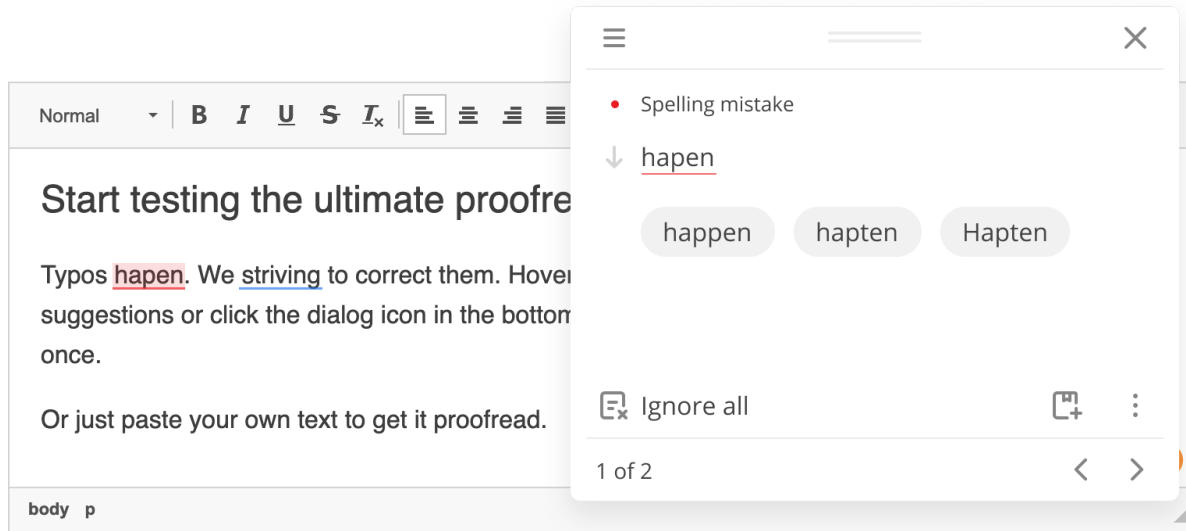 Normal
B I U S Tx
Start testing the ultimate proofre
Typos hapen. We striving to correct them. Hover
suggestions or click the dialog icon in the bottom
once.
Or just paste your own text to get it proofread.
body p
Spelling mistake
hapen
happen hapten Hapten
Ignore all
1 of 2